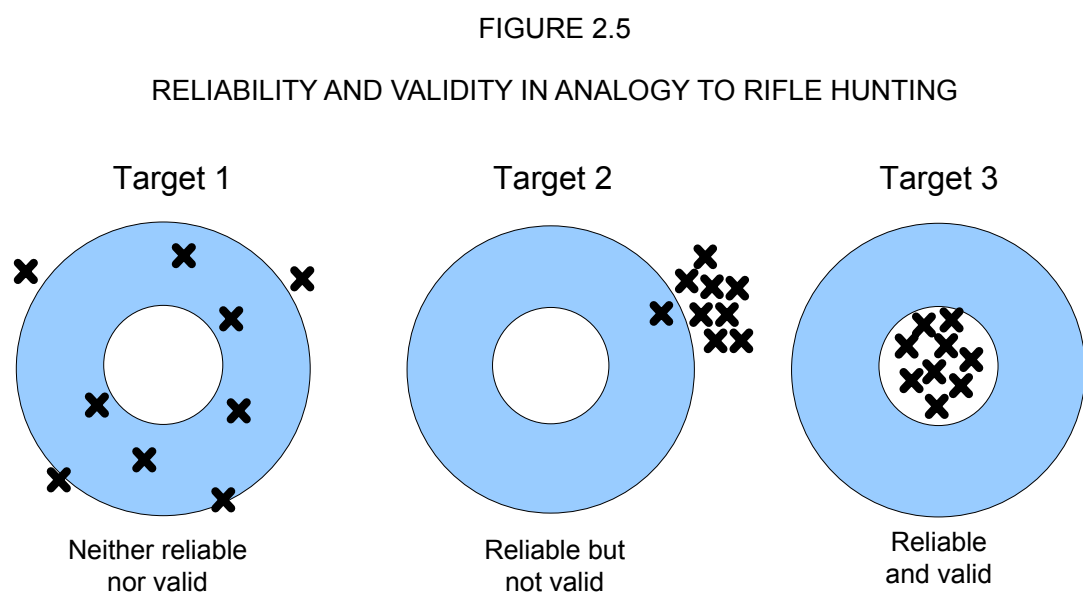 FIGURE 2.5
RELIABILITY AND VALIDITY IN ANALOGY TO RIFLE HUNTING
Target 1
Target 2
Target 3
Neither reliable
nor valid
Reliable but
not valid
Reliable
and valid